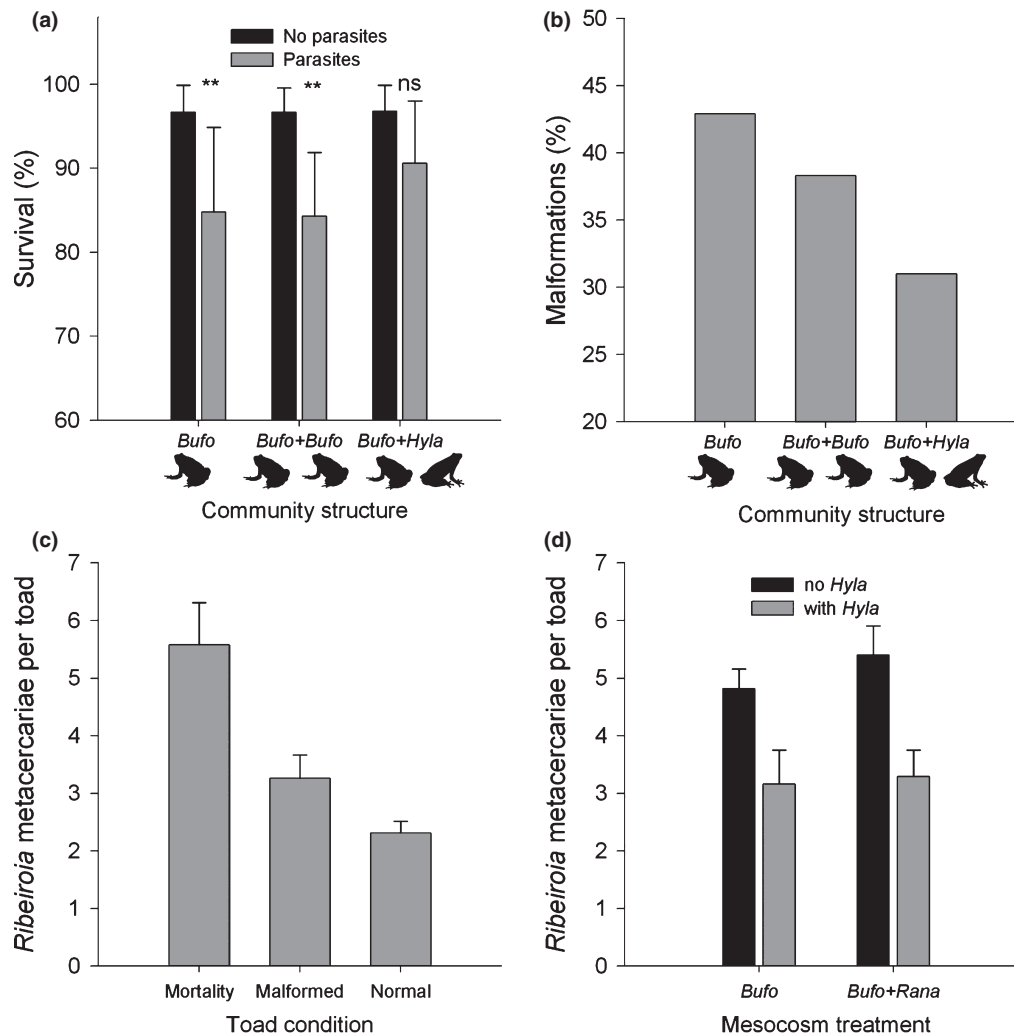 (a)
No parasites
Parasites
** ** ns
Survival (%)
100
90
80
70
60
Bufo Bufo+Bufo Bufo+Hyla
Community structure
(b)
Malformations (%)
50
45
40
35
30
25
20
Bufo Bufo+Bufo Bufo+Hyla
Community structure
(c)
Ribeiroia metacercariae per toad
7
6
5
4
3
2
1
0
Mortality Malformed Normal
Toad condition
(d)
no Hyla
with Hyla
Ribeiroia metacercariae per toad
7
6
5
4
3
2
1
0
Bufo Bufo+Rana
Mesocosm treatment